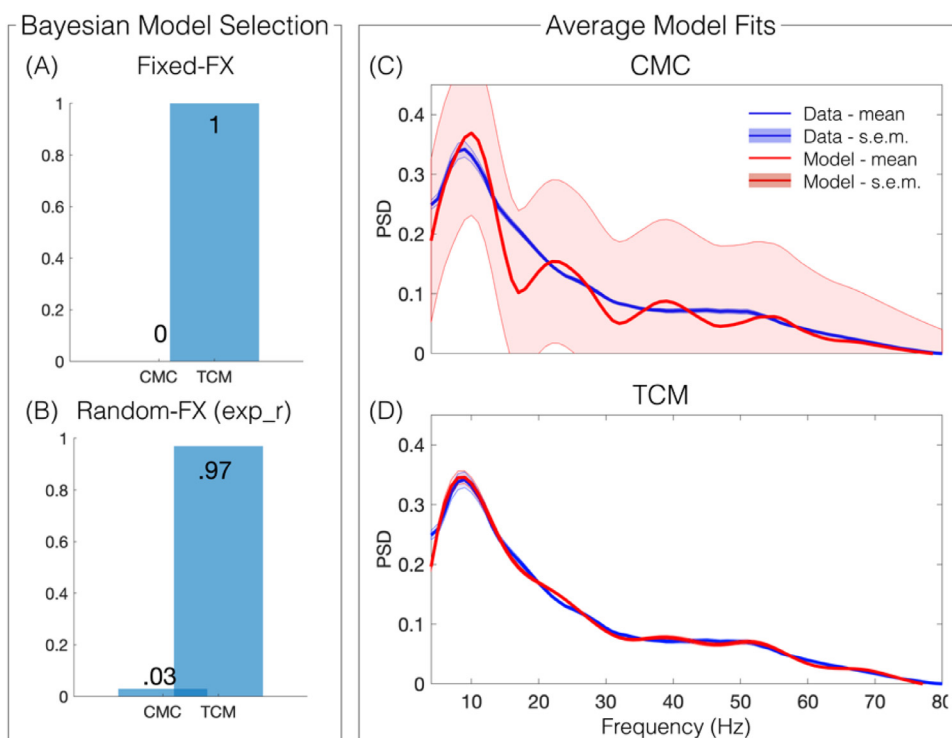 Bayesian Model Selection
Average Model Fits
(A)
Fixed-FX
1
0.8
0.6
0.4
0.2
0
1
0
CMC TCM
(B)
Random-FX (exp_r)
1
0.8
0.6
0.4
0.2
0
.97
.03
CMC TCM
(C)
CMC
0.4
0.3
0.2
0.1
0
PSD
Data - mean
Data - s.e.m.
Model - mean
Model - s.e.m.
(D)
TCM
0.4
0.3
0.2
0.1
0
PSD
10 20 30 40 50 60 70 80
Frequency (Hz)